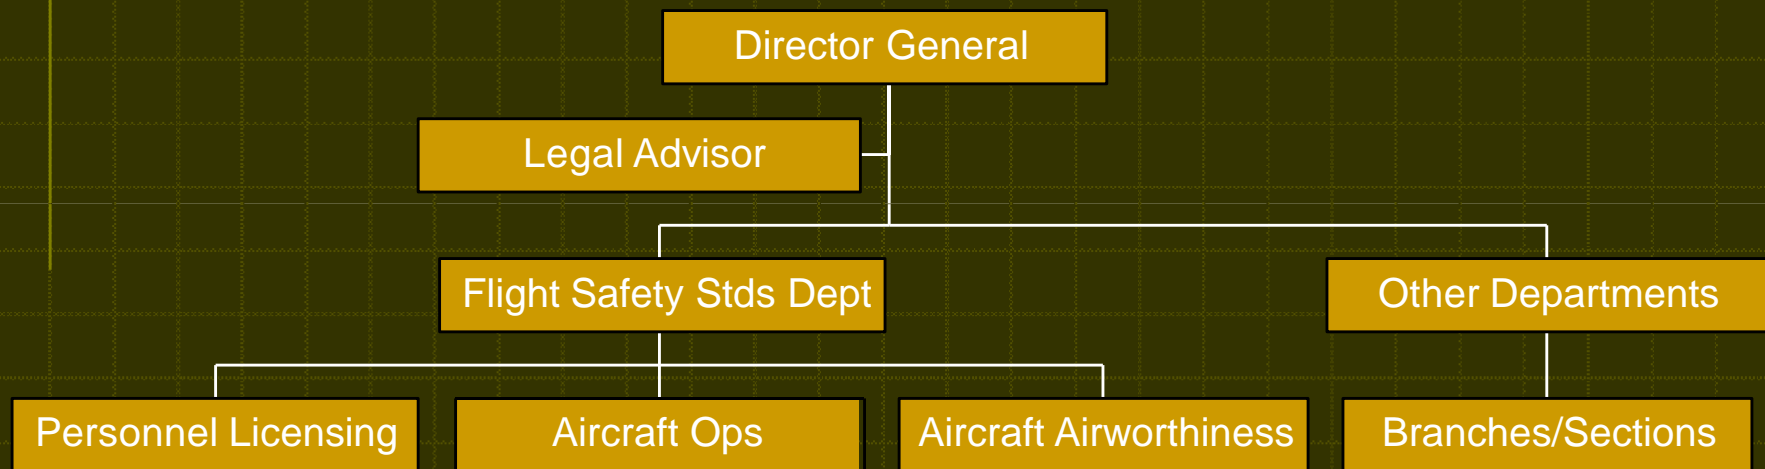 Director General
Legal Advisor
Flight Safety Stds Dept
Other Departments
Personnel Licensing
Aircraft Ops
Aircraft Airworthiness
Branches/Sections